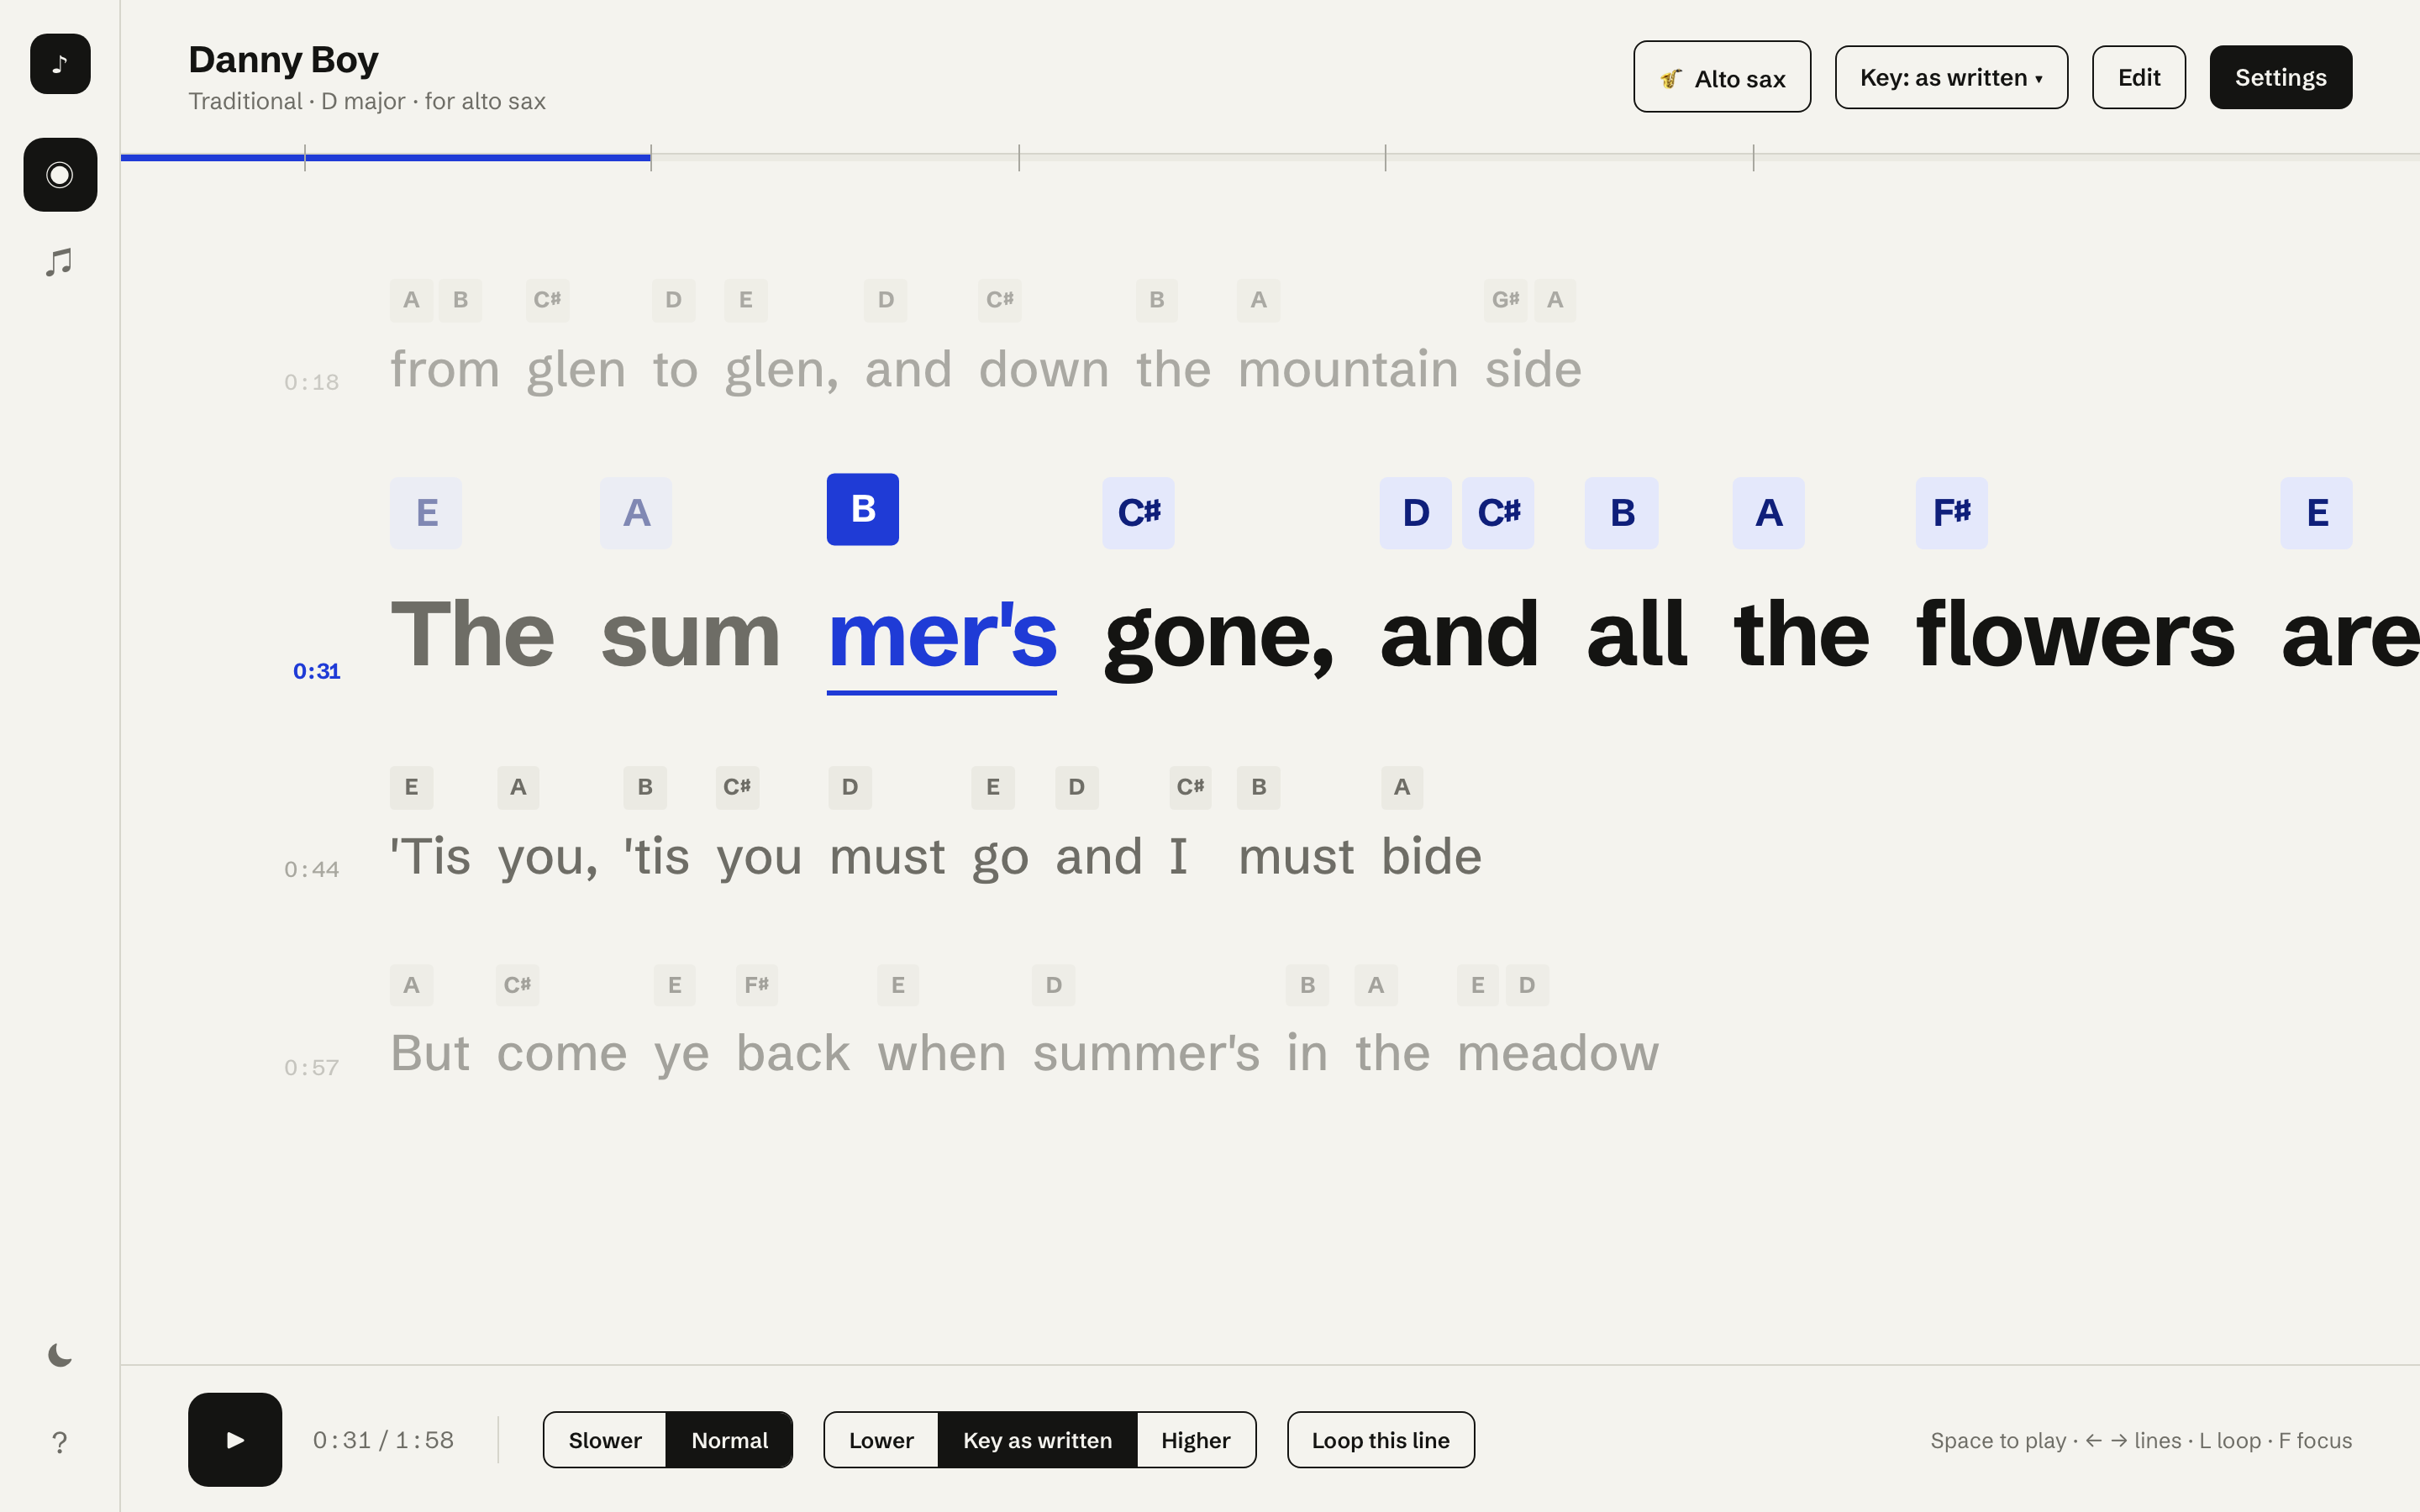 Danny Boy
Traditional · D major · for alto sax
Alto sax
Key: as written ▾
Edit
Settings
A B C# D E D C# B A G# A
0:18 from glen to glen, and down the mountain side
E A B C# D C# B A F# E
0:31 The sum mer's gone, and all the flowers are
E A B C# D E D C# B A
0:44 'Tis you, 'tis you must go and I must bide
A C# E F# E D B A E D
0:57 But come ye back when summer's in the meadow
?
0:31 / 1:58
Slower Normal
Lower Key as written Higher
Loop this line
Space to play · ← → lines · L loop · F focus